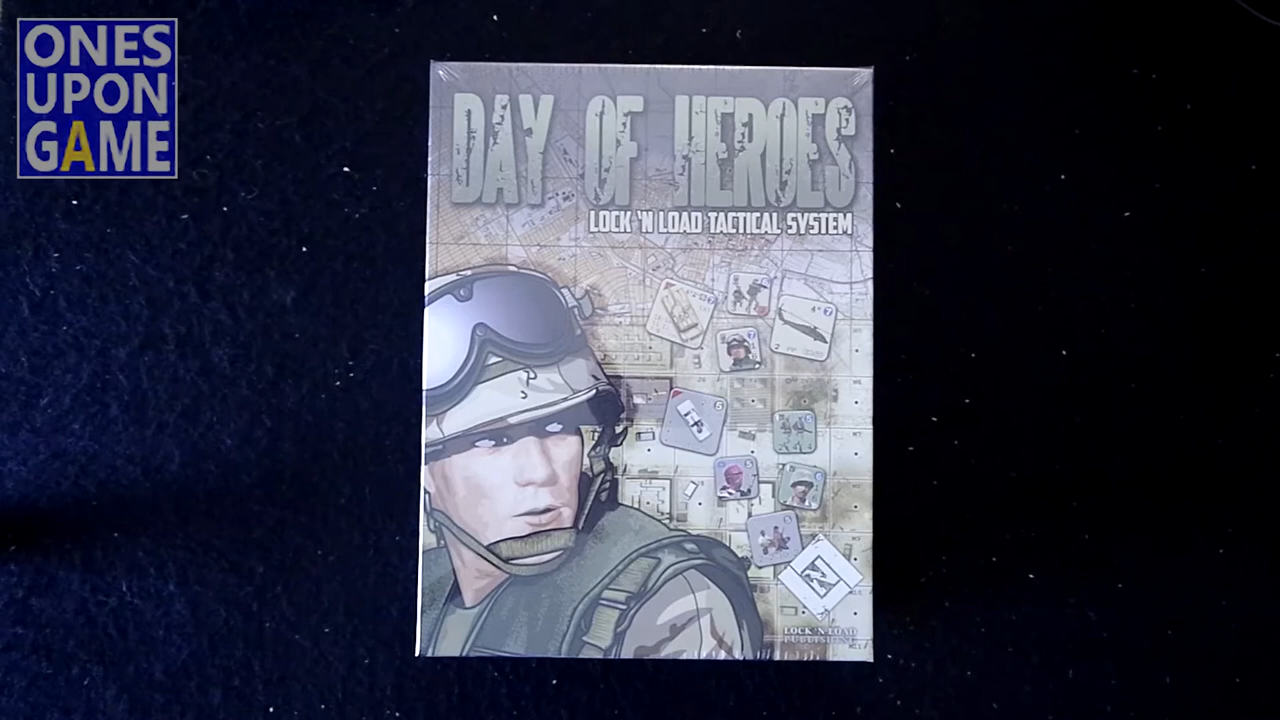 ONES
UPON
GAME
DAY OF HEROES
LOCK 'N LOAD TACTICAL SYSTEM
LOCK 'N LOAD
PUBLISHING